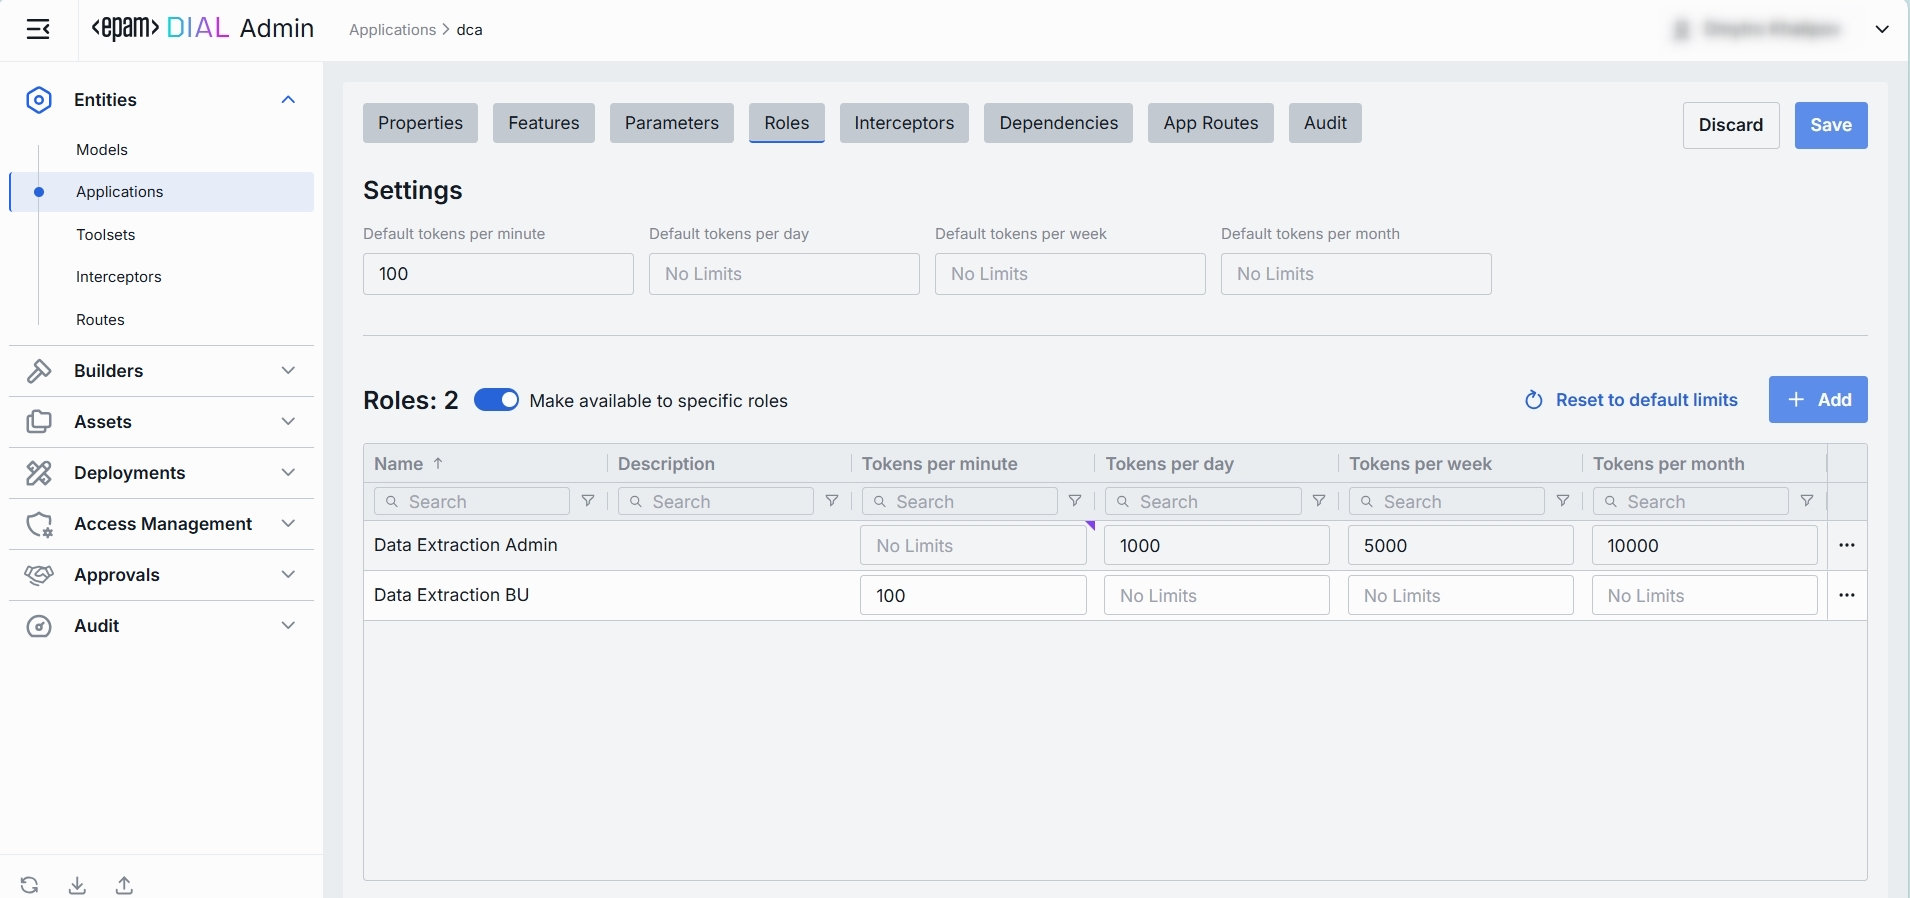 <epam> DIAL Admin
Applications > dca
Entities
Models
Applications
Toolsets
Interceptors
Routes
Builders
Assets
Deployments
Access Management
Approvals
Audit
Properties Features Parameters Roles Interceptors Dependencies App Routes Audit
Discard Save
Settings
Default tokens per minute Default tokens per day Default tokens per week Default tokens per month
100 No Limits No Limits No Limits
Roles: 2 Make available to specific roles Reset to default limits + Add
Name ↑ Description Tokens per minute Tokens per day Tokens per week Tokens per month
Search Search Search Search Search Search
Data Extraction Admin No Limits 1000 5000 10000 ...
Data Extraction BU 100 No Limits No Limits No Limits ...